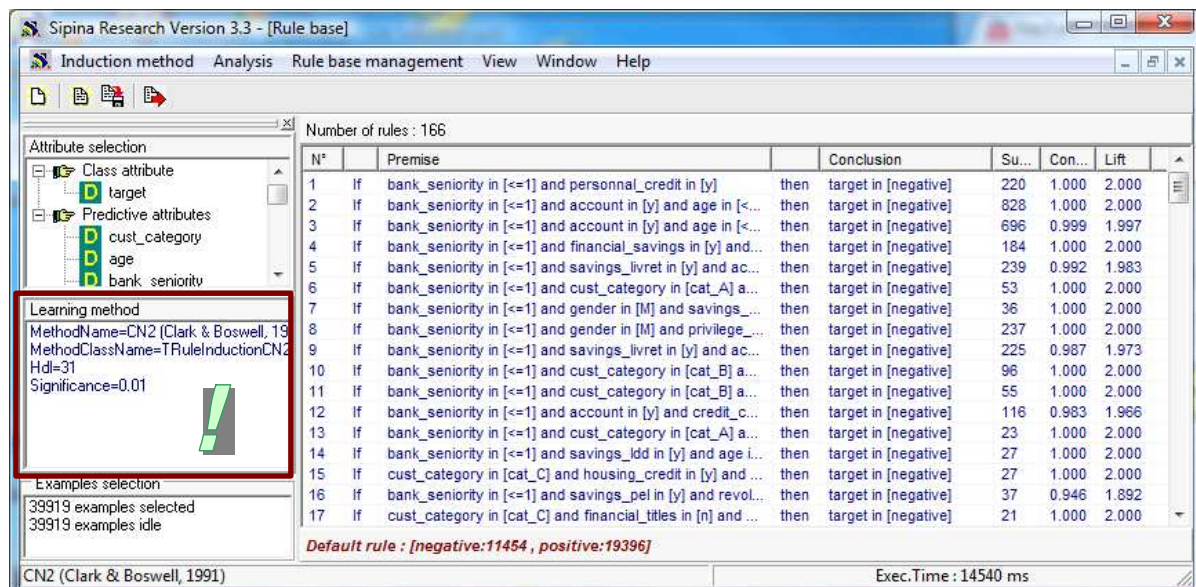 Sipina Research Version 3.3 - [Rule base]
Induction method Analysis Rule base management View Window Help
Attribute selection
Class attribute
target
Predictive attributes
cust_category
age
bank_seniority
Learning method
MethodName=CN2 (Clark & Boswell, 19
MethodClassName=TRuleInductionCN2
Hdl=31
Significance=0.01
!
Examples selection
39919 examples selected
39919 examples idle
Number of rules : 166
N° Premise Conclusion Su... Con... Lift
1 If bank_seniority in [<=1] and personnal_credit in [y] then target in [negative] 220 1.000 2.000
2 If bank_seniority in [<=1] and account in [y] and age in [<... then target in [negative] 828 1.000 2.000
3 If bank_seniority in [<=1] and account in [y] and age in [<... then target in [negative] 696 0.999 1.997
4 If bank_seniority in [<=1] and financial_savings in [y] and... then target in [negative] 184 1.000 2.000
5 If bank_seniority in [<=1] and savings_livret in [y] and ac... then target in [negative] 239 0.992 1.983
6 If bank_seniority in [<=1] and cust_category in [cat_A] a... then target in [negative] 53 1.000 2.000
7 If bank_seniority in [<=1] and gender in [M] and savings_... then target in [negative] 36 1.000 2.000
8 If bank_seniority in [<=1] and gender in [M] and privilege_... then target in [negative] 237 1.000 2.000
9 If bank_seniority in [<=1] and savings_livret in [y] and ac... then target in [negative] 225 0.987 1.973
10 If bank_seniority in [<=1] and cust_category in [cat_B] a... then target in [negative] 96 1.000 2.000
11 If bank_seniority in [<=1] and cust_category in [cat_B] a... then target in [negative] 55 1.000 2.000
12 If bank_seniority in [<=1] and account in [y] and credit_c... then target in [negative] 116 0.983 1.966
13 If bank_seniority in [<=1] and cust_category in [cat_A] a... then target in [negative] 23 1.000 2.000
14 If bank_seniority in [<=1] and savings_ldd in [y] and age i... then target in [negative] 27 1.000 2.000
15 If cust_category in [cat_C] and housing_credit in [y] and ... then target in [negative] 27 1.000 2.000
16 If bank_seniority in [<=1] and savings_pel in [y] and revol... then target in [negative] 37 0.946 1.892
17 If cust_category in [cat_C] and financial_titles in [n] and ... then target in [negative] 21 1.000 2.000
Default rule : [negative:11454 , positive:19396]
CN2 (Clark & Boswell, 1991) Exec.Time : 14540 ms